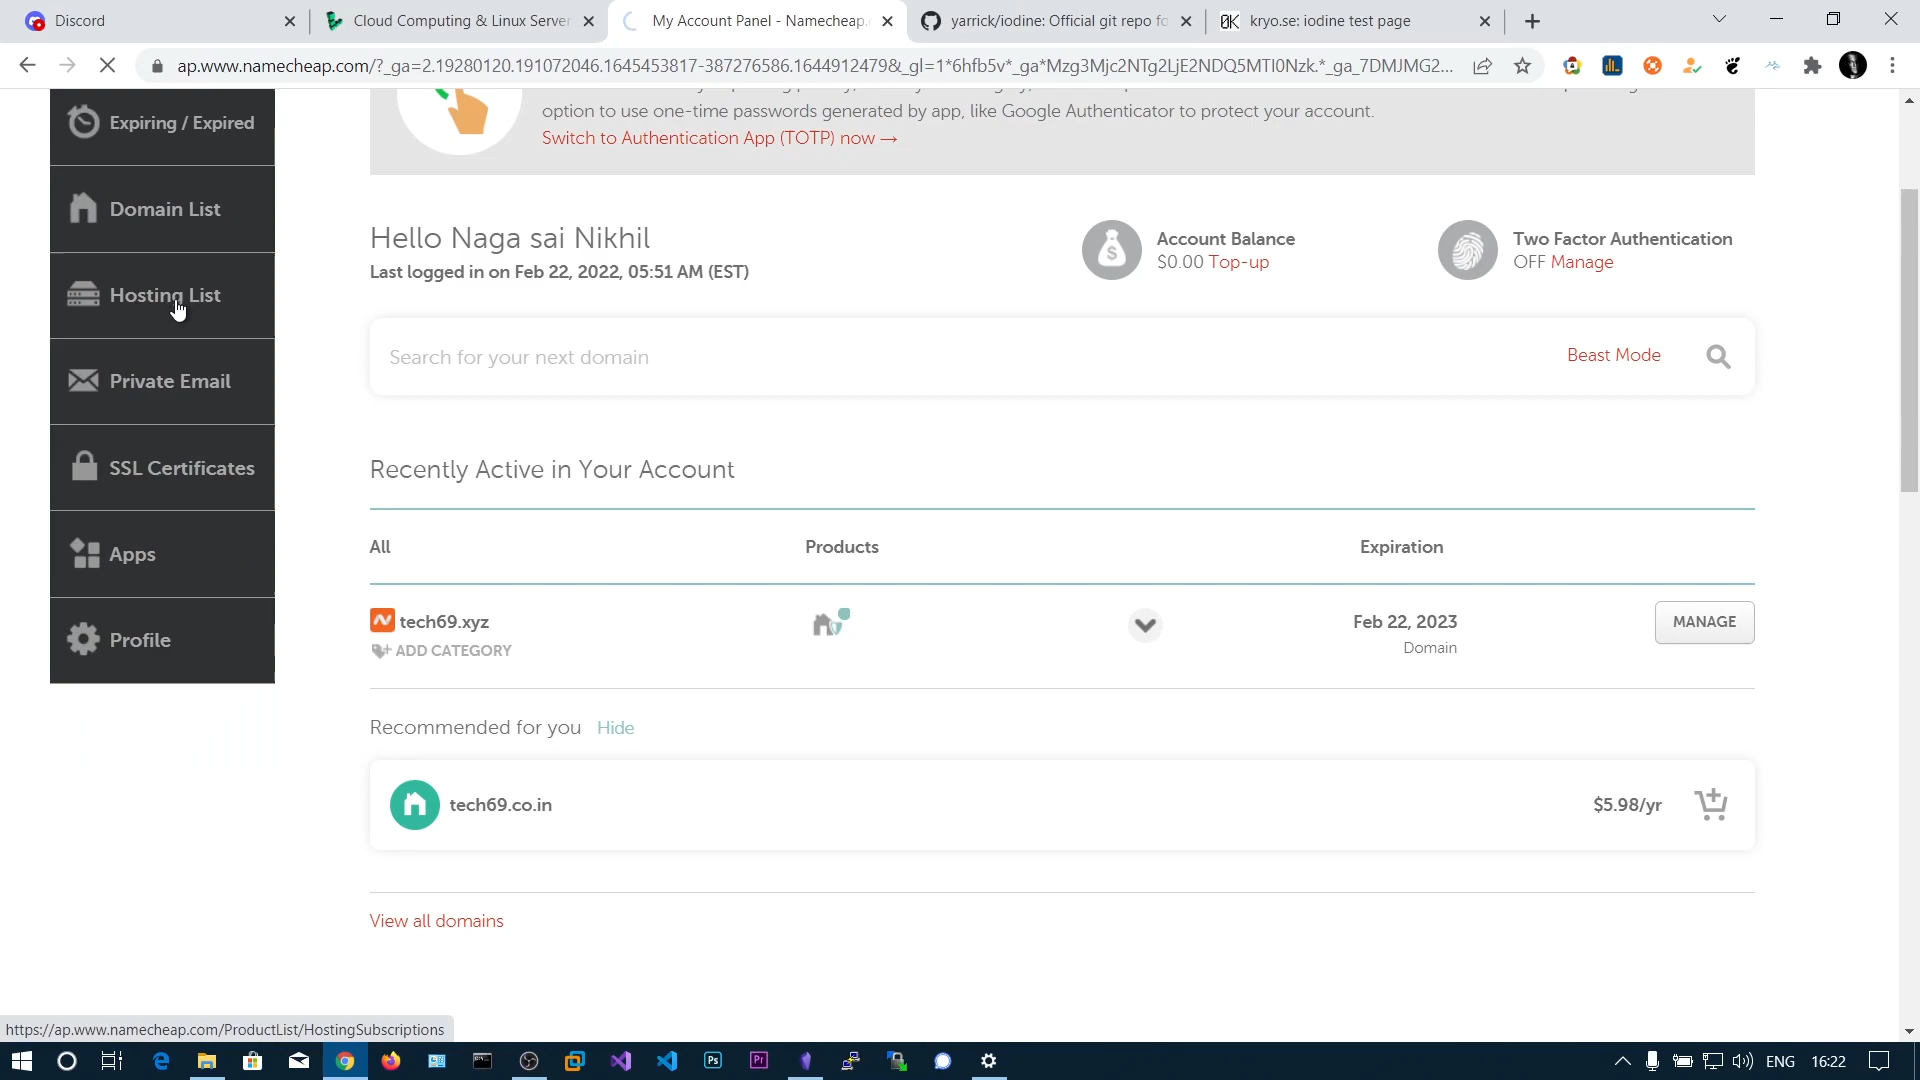 Discord
Cloud Computing & Linux Server
My Account Panel - Namecheap.
yarrick/iodine: Official git repo fo
kryo.se: iodine test page
ap.www.namecheap.com/?_ga=2.19280120.191072046.1645453817-387276586.1644912479&_gl=1*6hfb5v*_ga*Mzg3Mjc2NTg2LjE2NDQ5MTI0Nzk.*_ga_7DMJMG2...
option to use one-time passwords generated by app, like Google Authenticator to protect your account.
Switch to Authentication App (TOTP) now →
Expiring / Expired
Domain List
Hosting List
Private Email
SSL Certificates
Apps
Profile
Hello Naga sai Nikhil
Last logged in on Feb 22, 2022, 05:51 AM (EST)
Account Balance
$0.00 Top-up
Two Factor Authentication
OFF Manage
Search for your next domain
Beast Mode
Recently Active in Your Account
All
Products
Expiration
tech69.xyz
ADD CATEGORY
Feb 22, 2023
Domain
MANAGE
Recommended for you Hide
tech69.co.in
$5.98/yr
View all domains
https://ap.www.namecheap.com/ProductList/HostingSubscriptions
Ps
Pr
ENG
16:22